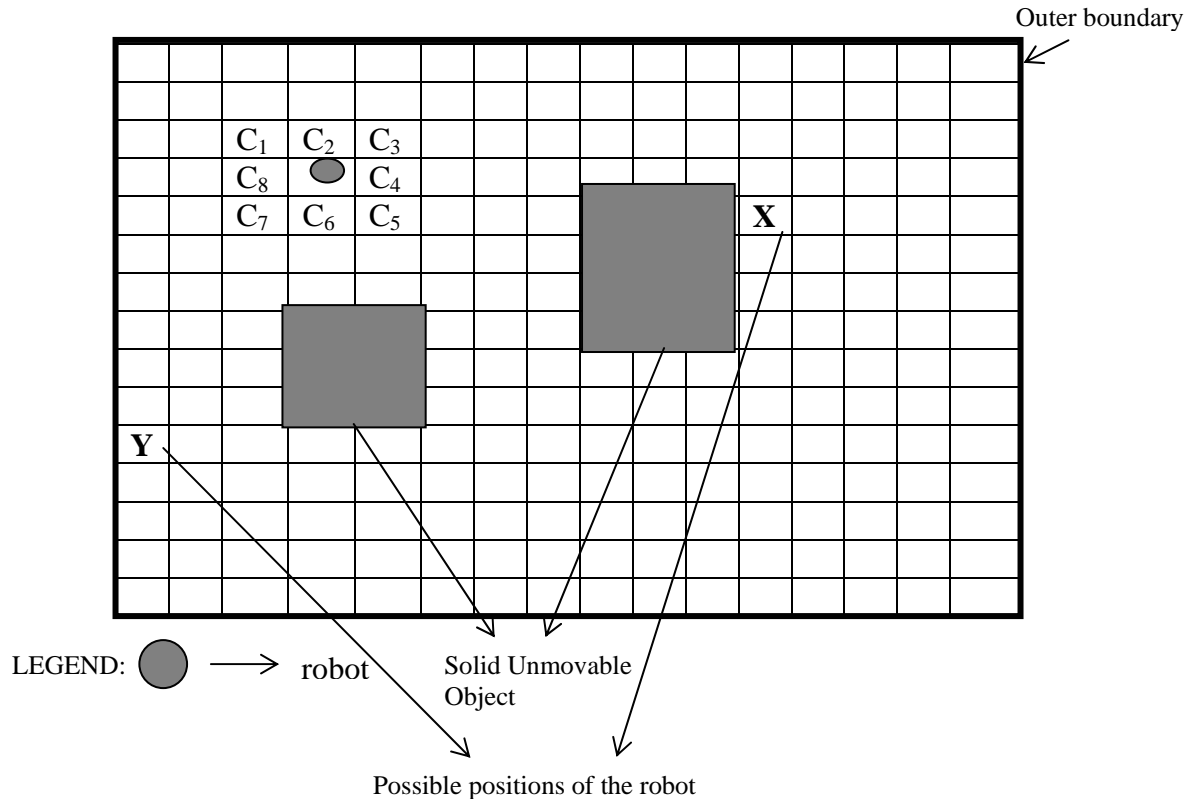 Outer boundary
C₁ C₂ C₃
C₈ C₄
C₇ C₆ C₅
X
Y
LEGEND: robot
Solid Unmovable
Object
Possible positions of the robot